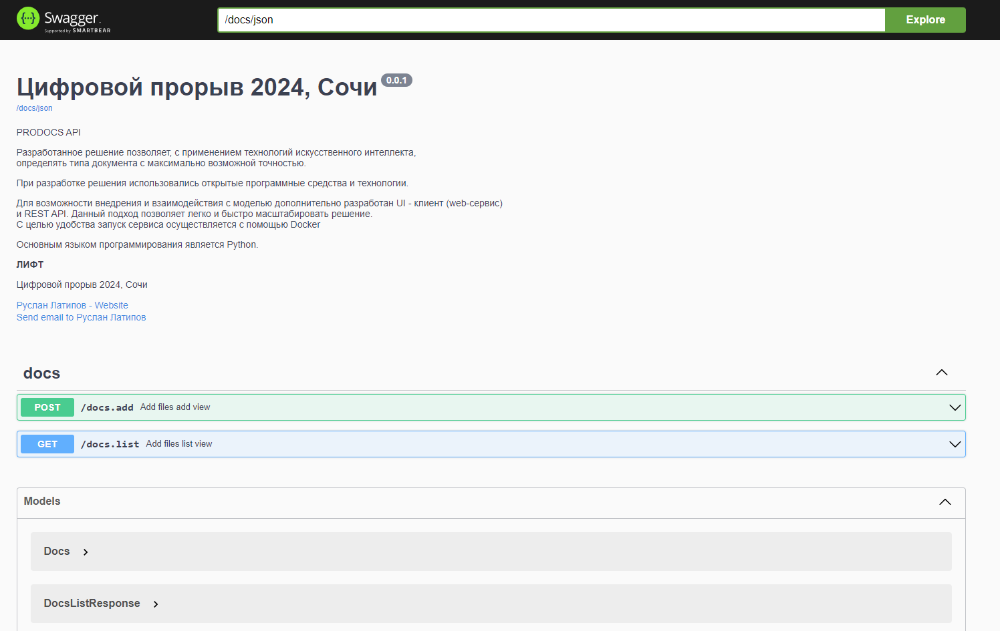 Swagger
Supported by SMARTBEAR
/docs/json
Explore
Цифровой прорыв 2024, Сочи 0.0.1
/docs/json
PRODOCS API
Разработанное решение позволяет, с применением технологий искусственного интеллекта,
определять типа документа с максимально возможной точностью.
При разработке решения использовались открытые программные средства и технологии.
Для возможности внедрения и взаимодействия с моделью дополнительно разработан UI - клиент (web-сервис)
и REST API. Данный подход позволяет легко и быстро масштабировать решение.
С целью удобства запуск сервиса осуществляется с помощью Docker
Основным языком программирования является Python.
ЛИФТ
Цифровой прорыв 2024, Сочи
Руслан Латипов - Website
Send email to Руслан Латипов
docs
POST /docs.add Add files add view
GET /docs.list Add files list view
Models
Docs
DocsListResponse